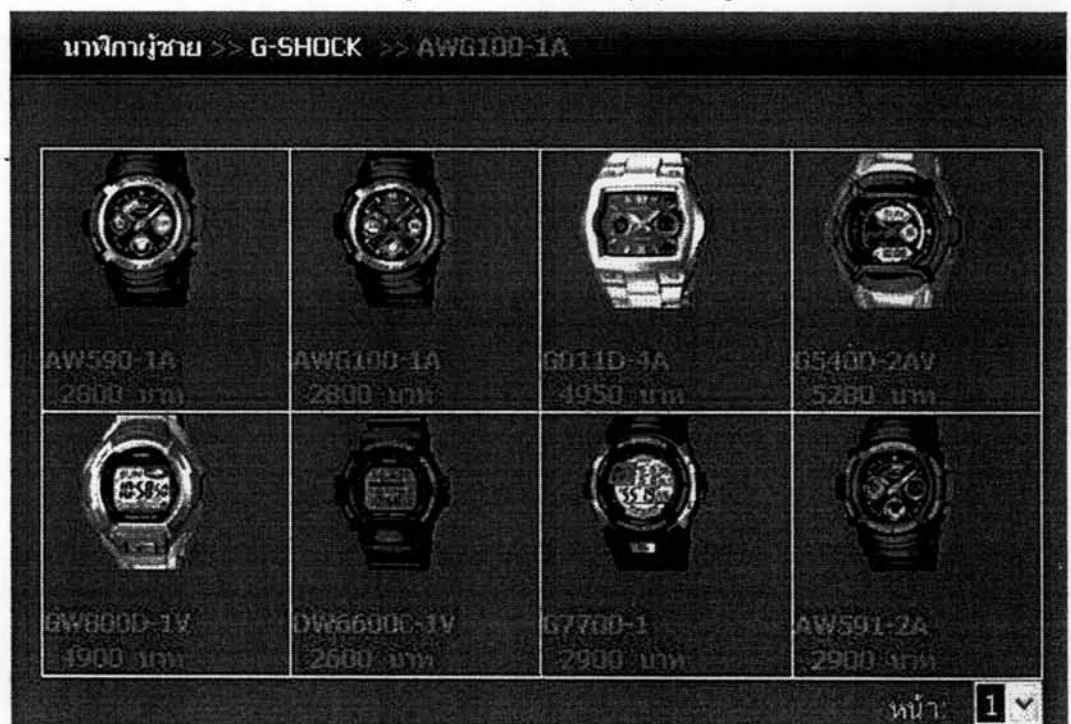 นาฬิกาผู้ชาย >> G-SHOCK >> AWG100-1A
AW590-1A AWG100-1A G011D-4A G540D-2AV
2800 บาท 2800 บาท 4950 บาท 5280 บาท
GW800D-1V DW6600C-1V G7700-1 AW591-2A
4900 บาท 2600 บาท 2900 บาท 2900 บาท
หน้า: 1